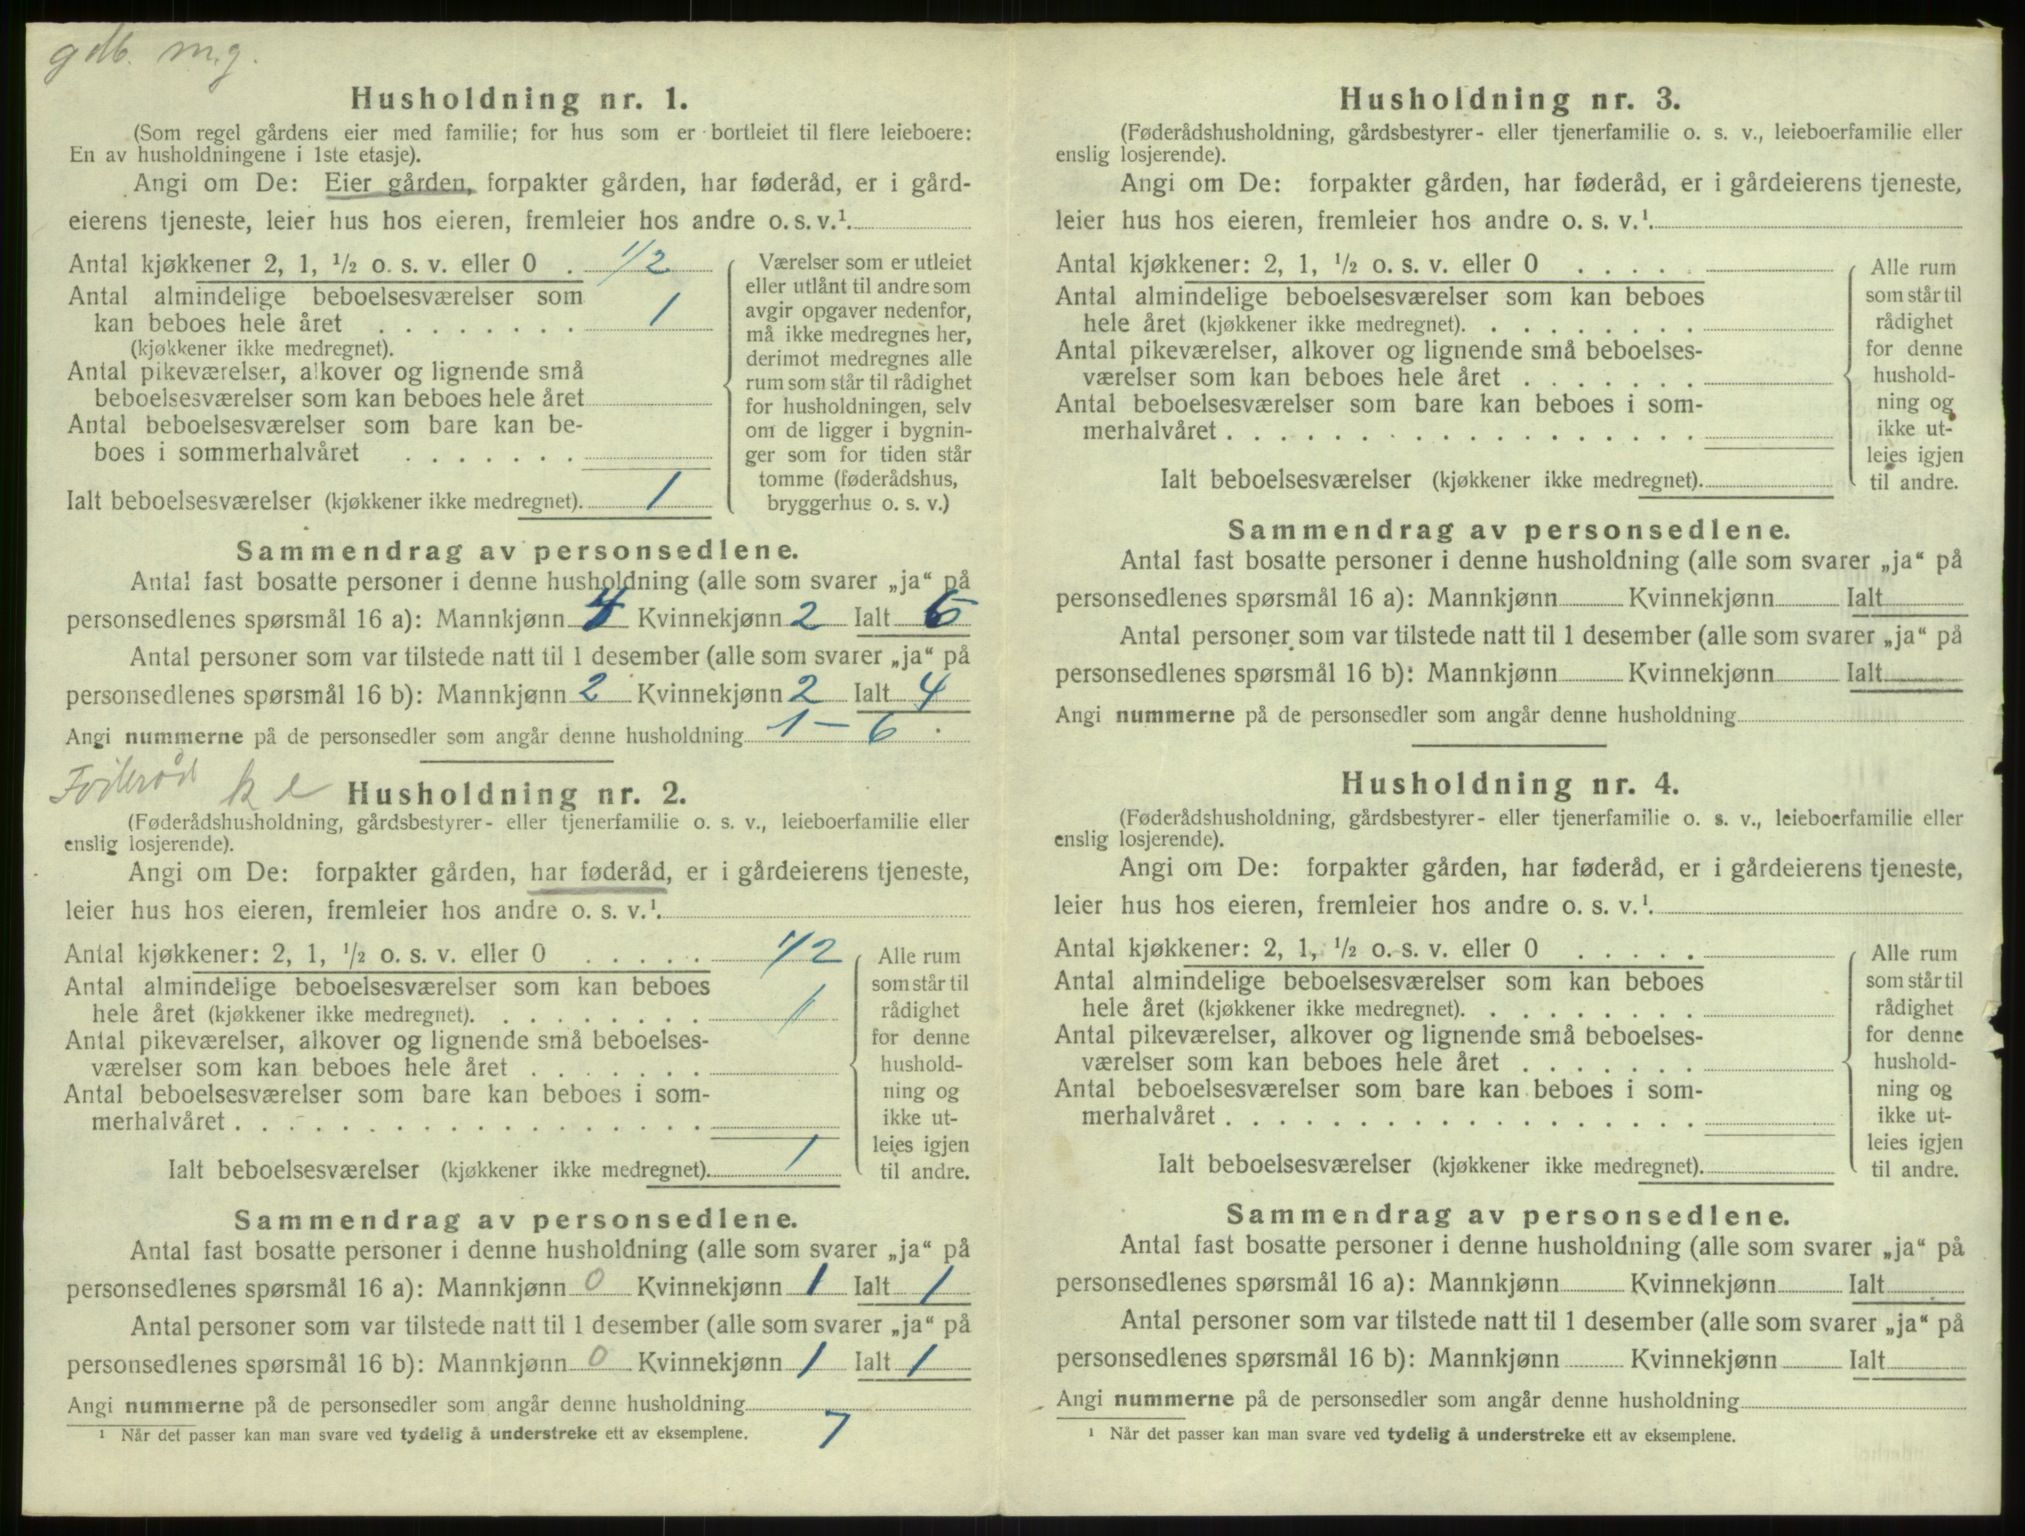 gdb. m.g.
Husholdning nr. 1.
(Som regel gårdens eier med familie; for hus som er bortleiet til flere leieboere:
En av husholdningene i 1ste etasje).
Angi om De: Eier gården, forpakter gården, har føderåd, er i gård-
eierens tjeneste, leier hus hos eieren, fremleier hos andre o. s. v.¹.
Antal kjøkkener 2, 1, ½ o. s. v. eller 0 . 1/2
Antal almindelige beboelsesværelser som
kan beboes hele året . . . . . . . . 1
(kjøkkener ikke medregnet).
Antal pikeværelser, alkover og lignende små
beboelsesværelser som kan beboes hele året
Antal beboelsesværelser som bare kan be-
boes i sommerhalvåret . . . . . . .
Ialt beboelsesværelser (kjøkkener ikke medregnet). 1
Værelser som er utleiet
eller utlånt til andre som
avgir opgaver nedenfor,
må ikke medregnes her,
derimot medregnes alle
rum som står til rådighet
for husholdningen, selv
om de ligger i bygnin-
ger som for tiden står
tomme (føderådshus,
bryggerhus o. s. v.)
Sammendrag av personsedlene.
Antal fast bosatte personer i denne husholdning (alle som svarer „ja“ på
personsedlenes spørsmål 16 a): Mannkjønn 4 Kvinnekjønn 2 Ialt 6
Antal personer som var tilstede natt til 1 desember (alle som svarer „ja“ på
personsedlenes spørsmål 16 b): Mannkjønn 2 Kvinnekjønn 2 Ialt 4
Angi nummerne på de personsedler som angår denne husholdning 1 – 6
Föderåd k e
Husholdning nr. 2.
(Føderådshusholdning, gårdsbestyrer- eller tjenerfamilie o. s. v., leieboerfamilie eller
enslig losjerende).
Angi om De: forpakter gården, har føderåd, er i gårdeierens tjeneste,
leier hus hos eieren, fremleier hos andre o. s. v.¹.
Antal kjøkkener: 2, 1, ½ o. s. v. eller 0 . . . . . 1/2
Antal almindelige beboelsesværelser som kan beboes
hele året (kjøkkener ikke medregnet). . . . . . . . . 1
Antal pikeværelser, alkover og lignende små beboelses-
værelser som kan beboes hele året . . . . . . .
Antal beboelsesværelser som bare kan beboes i som-
merhalvåret . . . . . . . . . . . . . . . . . .
Ialt beboelsesværelser (kjøkkener ikke medregnet). 1
Alle rum
som står til
rådighet
for denne
hushold-
ning og
ikke ut-
leies igjen
til andre.
Sammendrag av personsedlene.
Antal fast bosatte personer i denne husholdning (alle som svarer „ja“ på
personsedlenes spørsmål 16 a): Mannkjønn 0 Kvinnekjønn 1 Ialt 1
Antal personer som var tilstede natt til 1 desember (alle som svarer „ja“ på
personsedlenes spørsmål 16 b): Mannkjønn 0 Kvinnekjønn 1 Ialt 1
Angi nummerne på de personsedler som angår denne husholdning 7
¹ Når det passer kan man svare ved tydelig å understreke ett av eksemplene.
Husholdning nr. 3.
(Føderådshusholdning, gårdsbestyrer- eller tjenerfamilie o. s. v., leieboerfamilie eller
enslig losjerende).
Angi om De: forpakter gården, har føderåd, er i gårdeierens tjeneste,
leier hus hos eieren, fremleier hos andre o. s. v.¹.
Antal kjøkkener: 2, 1, ½ o. s. v. eller 0 . . . . .
Antal almindelige beboelsesværelser som kan beboes
hele året (kjøkkener ikke medregnet). . . . . . . . .
Antal pikeværelser, alkover og lignende små beboelses-
værelser som kan beboes hele året . . . . . . .
Antal beboelsesværelser som bare kan beboes i som-
merhalvåret . . . . . . . . . . . . . . . . . .
Ialt beboelsesværelser (kjøkkener ikke medregnet).
Alle rum
som står til
rådighet
for denne
hushold-
ning og
ikke ut-
leies igjen
til andre.
Sammendrag av personsedlene.
Antal fast bosatte personer i denne husholdning (alle som svarer „ja“ på
personsedlenes spørsmål 16 a): Mannkjønn Kvinnekjønn Ialt
Antal personer som var tilstede natt til 1 desember (alle som svarer „ja“ på
personsedlenes spørsmål 16 b): Mannkjønn Kvinnekjønn Ialt
Angi nummerne på de personsedler som angår denne husholdning
Husholdning nr. 4.
(Føderådshusholdning, gårdsbestyrer- eller tjenerfamilie o. s. v., leieboerfamilie eller
enslig losjerende).
Angi om De: forpakter gården, har føderåd, er i gårdeierens tjeneste,
leier hus hos eieren, fremleier hos andre o. s. v.¹.
Antal kjøkkener: 2, 1, ½ o. s. v. eller 0 . . . . .
Antal almindelige beboelsesværelser som kan beboes
hele året (kjøkkener ikke medregnet). . . . . . . . .
Antal pikeværelser, alkover og lignende små beboelses-
værelser som kan beboes hele året . . . . . . .
Antal beboelsesværelser som bare kan beboes i som-
merhalvåret . . . . . . . . . . . . . . . . . .
Ialt beboelsesværelser (kjøkkener ikke medregnet).
Alle rum
som står til
rådighet
for denne
hushold-
ning og
ikke ut-
leies igjen
til andre.
Sammendrag av personsedlene.
Antal fast bosatte personer i denne husholdning (alle som svarer „ja“ på
personsedlenes spørsmål 16 a): Mannkjønn Kvinnekjønn Ialt
Antal personer som var tilstede natt til 1 desember (alle som svarer „ja“ på
personsedlenes spørsmål 16 b): Mannkjønn Kvinnekjønn Ialt
Angi nummerne på de personsedler som angår denne husholdning
¹ Når det passer kan man svare ved tydelig å understreke ett av eksemplene.